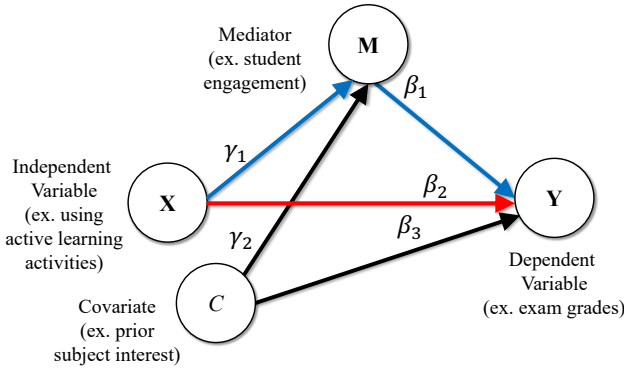 Mediator
(ex. student
engagement)
M
β₁
γ₁
Independent
Variable
(ex. using
active learning
activities)
X
β₂
Y
γ₂
β₃
Dependent
Variable
(ex. exam grades)
Covariate
(ex. prior
subject interest)
C